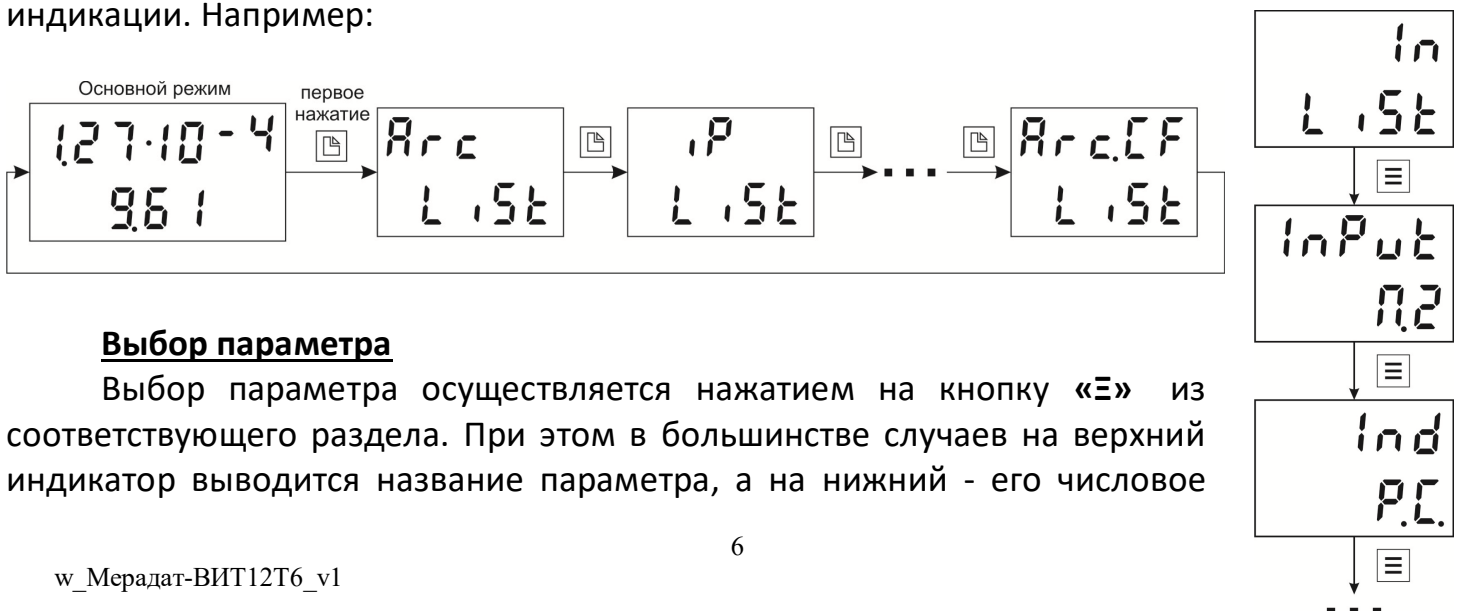 индикации. Например:
Основной режим
первое
нажатие
1.27·10-4
9.61
Arc
LiSt
iP
LiSt
...
Arc.CF
LiSt
In
LiSt
InPut
П.2
Ind
P.C.
...
Выбор параметра
Выбор параметра осуществляется нажатием на кнопку «Ξ» из
соответствующего раздела. При этом в большинстве случаев на верхний
индикатор выводится название параметра, а на нижний - его числовое
6
w_Мерадат-ВИТ12Т6_v1